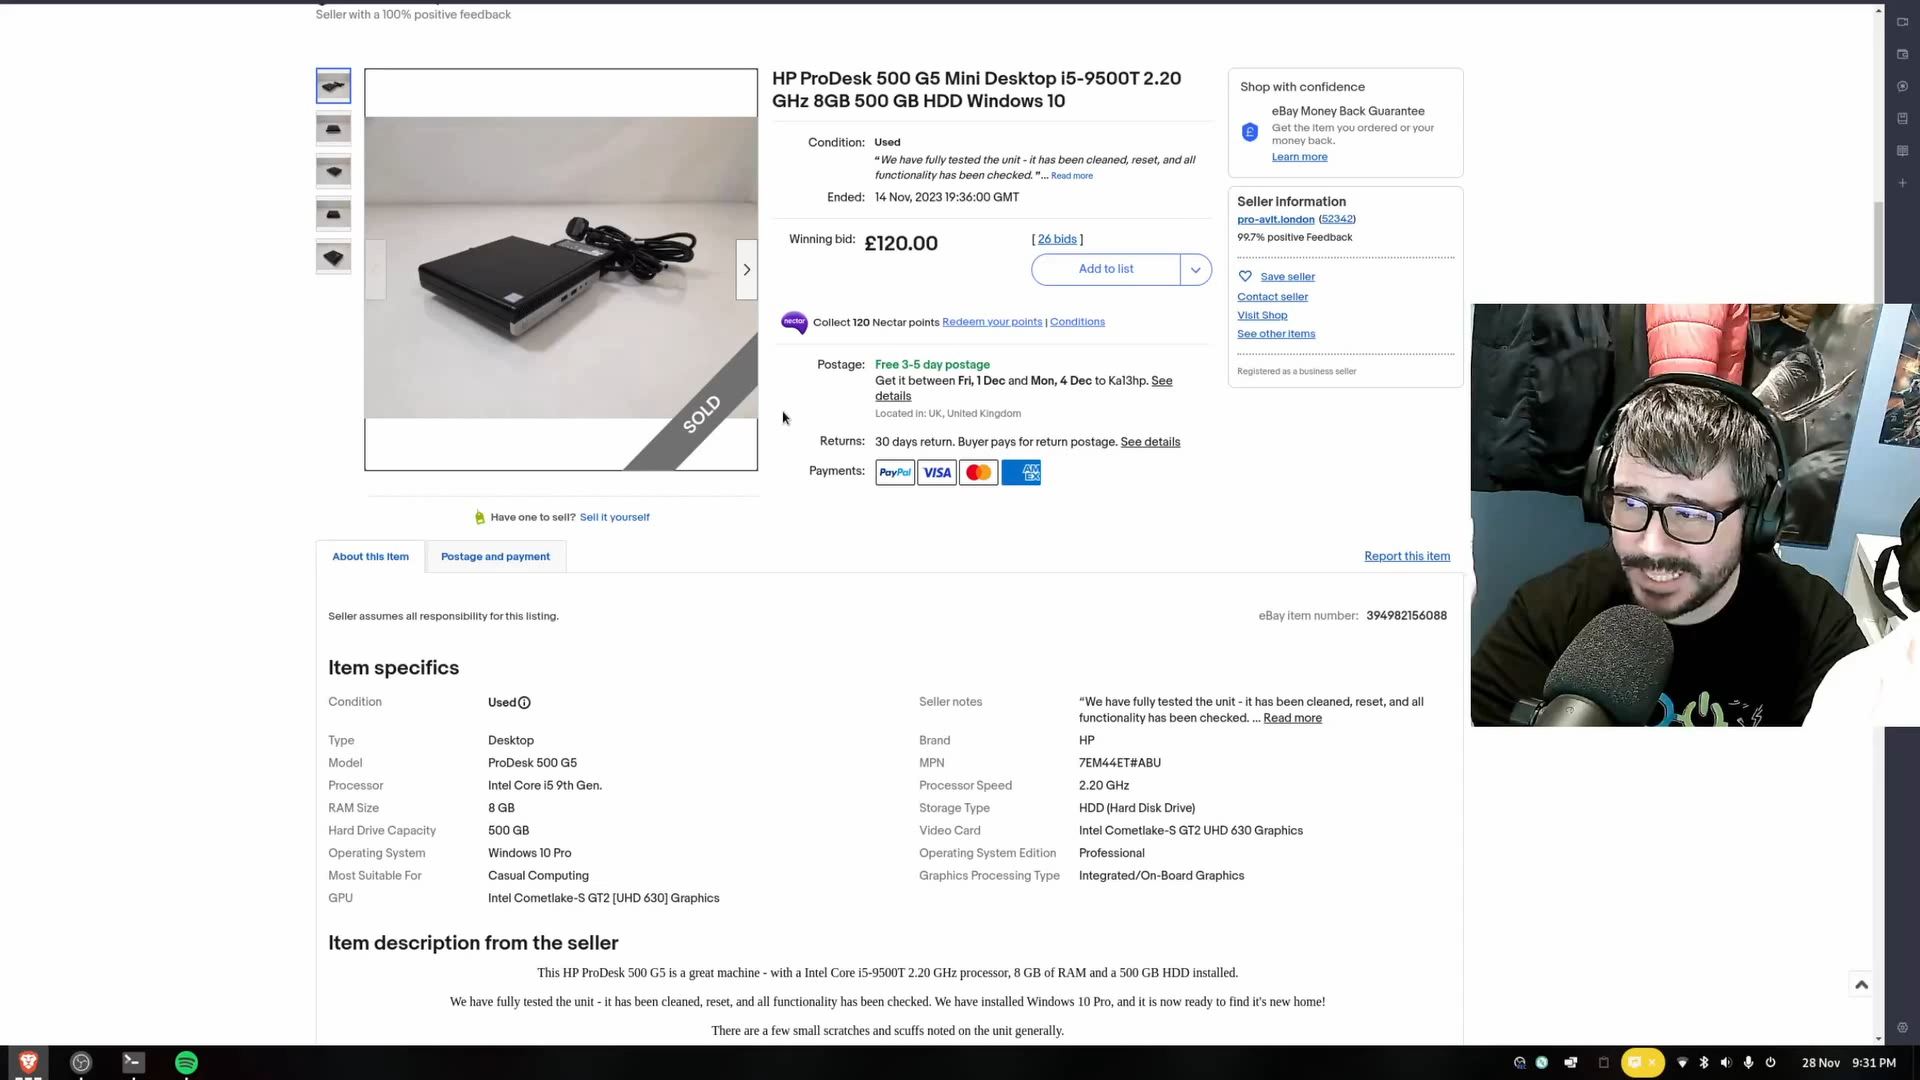 Seller with a 100% positive feedback
HP ProDesk 500 G5 Mini Desktop i5-9500T 2.20
GHz 8GB 500 GB HDD Windows 10
Condition: Used
“We have fully tested the unit - it has been cleaned, reset, and all
functionality has been checked. ”... Read more
Ended: 14 Nov, 2023 19:36:00 GMT
Winning bid: £120.00 [ 26 bids ]
Add to list
nectar Collect 120 Nectar points Redeem your points | Conditions
Postage: Free 3-5 day postage
Get it between Fri, 1 Dec and Mon, 4 Dec to Ka13hp. See
details
Located in: UK, United Kingdom
Returns: 30 days return. Buyer pays for return postage. See details
Payments: PayPal VISA AM
EX
SOLD
Have one to sell? Sell it yourself
Shop with confidence
eBay Money Back Guarantee
Get the item you ordered or your
money back.
Learn more
Seller information
pro-avit.london (52342)
99.7% positive Feedback
Save seller
Contact seller
Visit Shop
See other items
Registered as a business seller
About this item Postage and payment Report this item
Seller assumes all responsibility for this listing. eBay item number: 394982156088
Item specifics
Condition Used Seller notes “We have fully tested the unit - it has been cleaned, reset, and all
functionality has been checked. ... Read more
Type Desktop Brand HP
Model ProDesk 500 G5 MPN 7EM44ET#ABU
Processor Intel Core i5 9th Gen. Processor Speed 2.20 GHz
RAM Size 8 GB Storage Type HDD (Hard Disk Drive)
Hard Drive Capacity 500 GB Video Card Intel Cometlake-S GT2 UHD 630 Graphics
Operating System Windows 10 Pro Operating System Edition Professional
Most Suitable For Casual Computing Graphics Processing Type Integrated/On-Board Graphics
GPU Intel Cometlake-S GT2 [UHD 630] Graphics
Item description from the seller
This HP ProDesk 500 G5 is a great machine - with a Intel Core i5-9500T 2.20 GHz processor, 8 GB of RAM and a 500 GB HDD installed.
We have fully tested the unit - it has been cleaned, reset, and all functionality has been checked. We have installed Windows 10 Pro, and it is now ready to find it's new home!
There are a few small scratches and scuffs noted on the unit generally.
28 Nov 9:31 PM